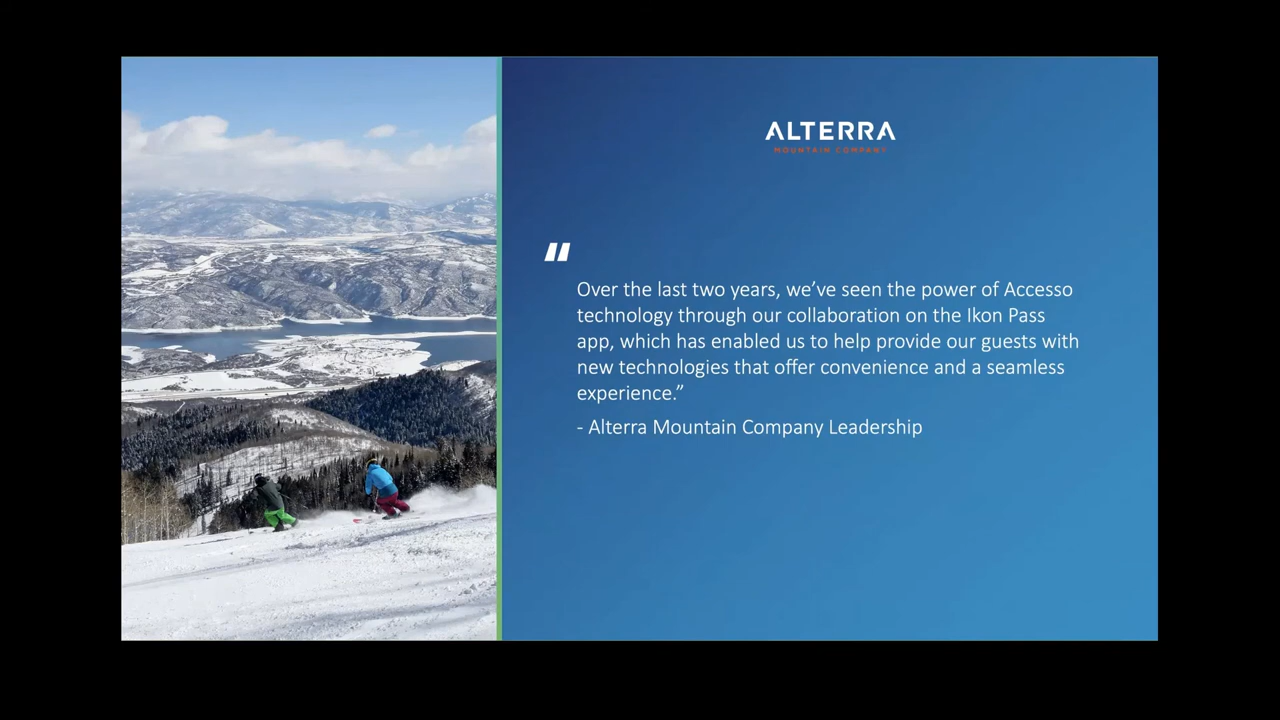 ALTERRA
MOUNTAIN COMPANY
"
Over the last two years, we’ve seen the power of Accesso
technology through our collaboration on the Ikon Pass
app, which has enabled us to help provide our guests with
new technologies that offer convenience and a seamless
experience.”
- Alterra Mountain Company Leadership